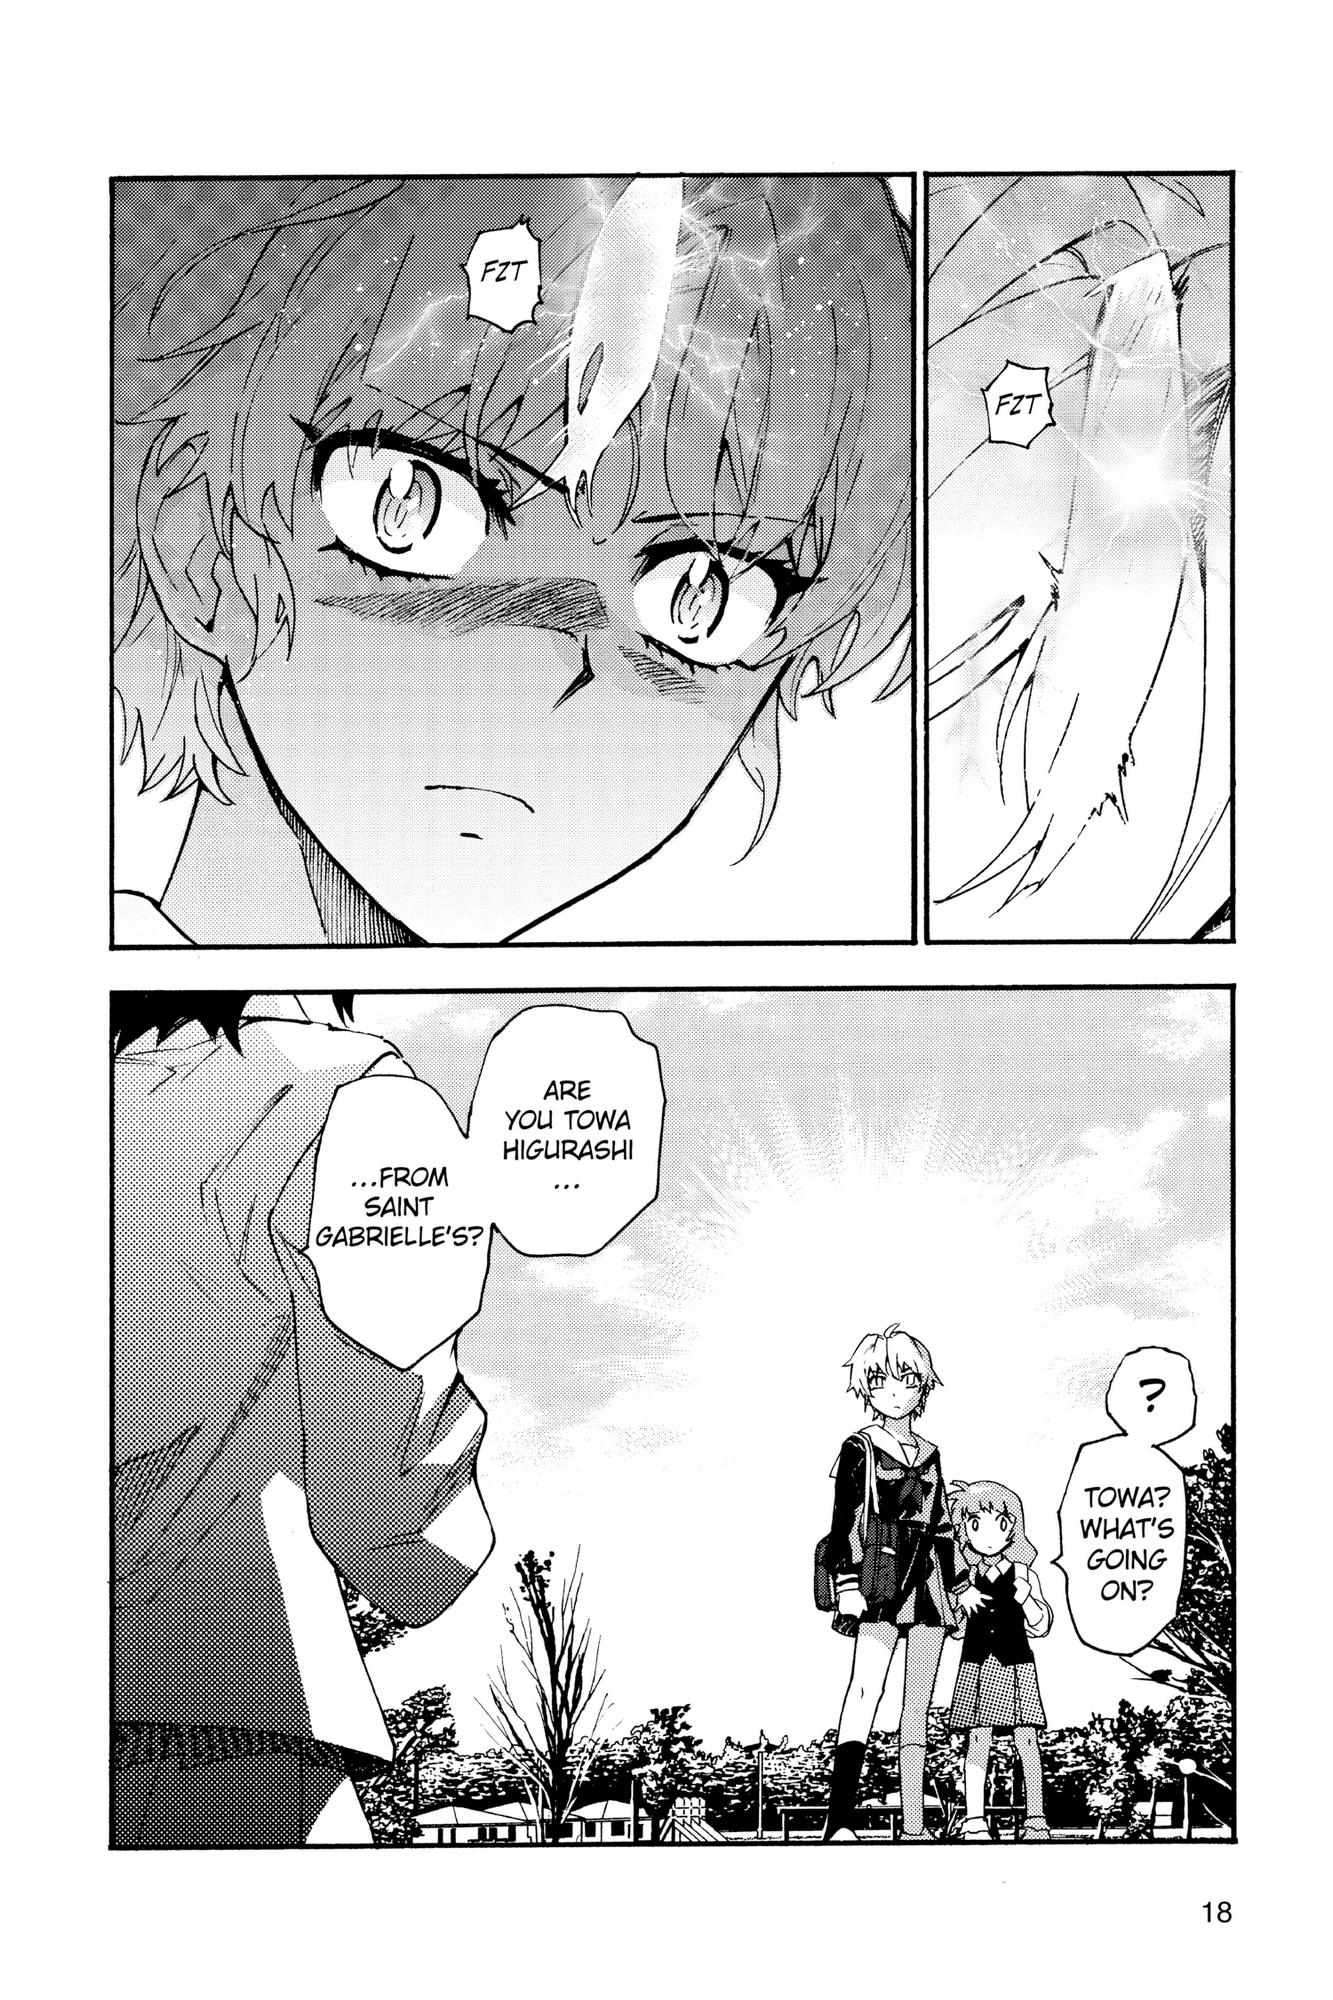 FZT
FZT
ARE
YOU TOWA
HIGURASHI
...
...FROM
SAINT
GABRIELLE'S?
?
TOWA?
WHAT'S
GOING
ON?
18